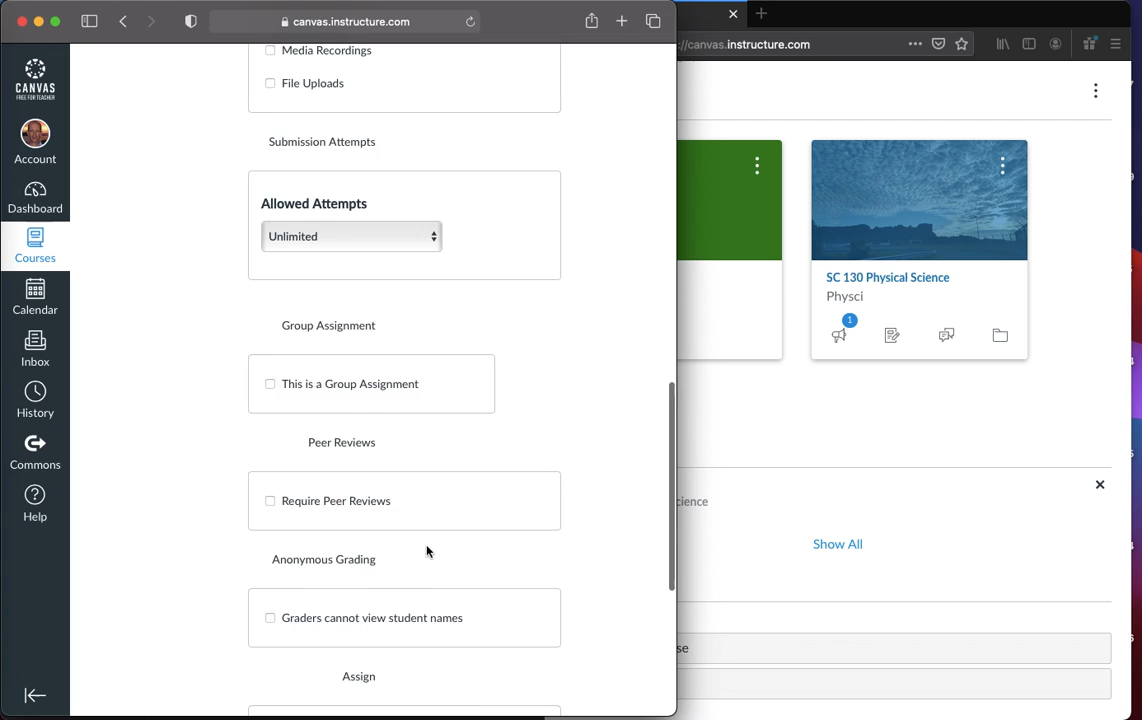 canvas.instructure.com
://canvas.instructure.com
CANVAS
FREE FOR TEACHER
Account
Dashboard
Courses
Calendar
Inbox
History
Commons
Help
Media Recordings
File Uploads
Submission Attempts
Allowed Attempts
Unlimited
Group Assignment
This is a Group Assignment
Peer Reviews
Require Peer Reviews
Anonymous Grading
Graders cannot view student names
Assign
SC 130 Physical Science
Physci
1
cience
Show All
se